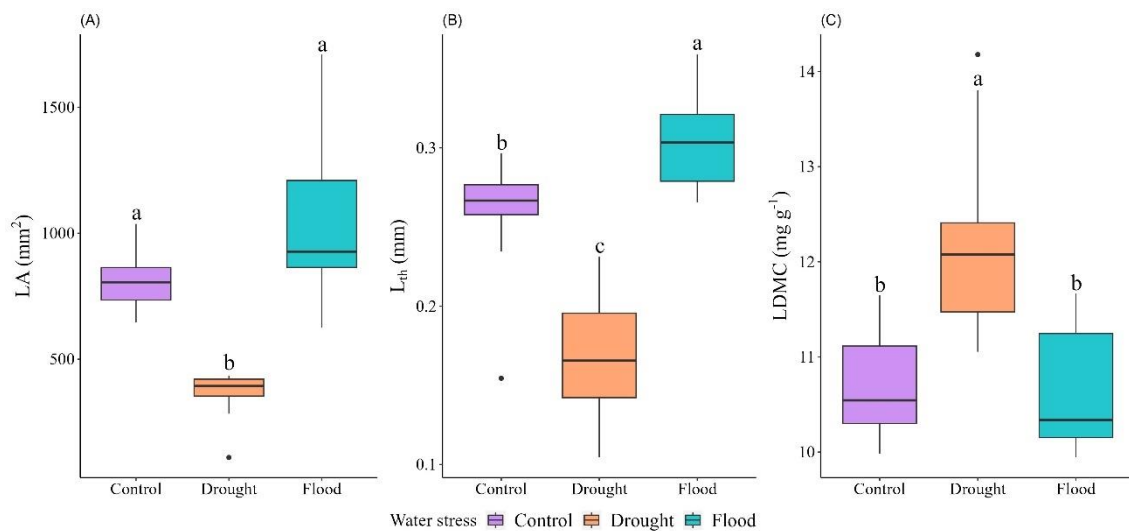 (A)
LA (mm²)
1500
1000
500
a
b
a
Control Drought Flood
(B)
L_th (mm)
0.3
0.2
0.1
b
c
a
Control Drought Flood
(C)
LDMC (mg g⁻¹)
14
13
12
11
10
b
a
b
Control Drought Flood
Water stress Control Drought Flood